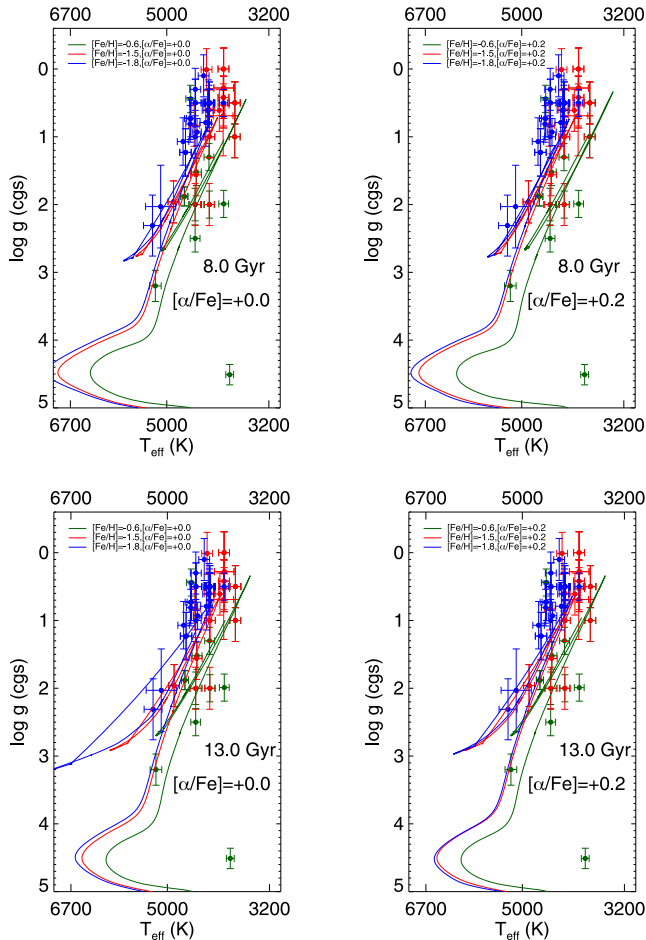 6700 5000 3200
6700 5000 3200
[Fe/H]=-0.6,[α/Fe]=+0.0
[Fe/H]=-1.5,[α/Fe]=+0.0
[Fe/H]=-1.8,[α/Fe]=+0.0
[Fe/H]=-0.6,[α/Fe]=+0.2
[Fe/H]=-1.5,[α/Fe]=+0.2
[Fe/H]=-1.8,[α/Fe]=+0.2
0
1
2
3
4
5
log g (cgs)
8.0 Gyr
[α/Fe]=+0.0
0
1
2
3
4
5
log g (cgs)
8.0 Gyr
[α/Fe]=+0.2
6700 5000 3200
Teff (K)
6700 5000 3200
Teff (K)
6700 5000 3200
6700 5000 3200
[Fe/H]=-0.6,[α/Fe]=+0.0
[Fe/H]=-1.5,[α/Fe]=+0.0
[Fe/H]=-1.8,[α/Fe]=+0.0
[Fe/H]=-0.6,[α/Fe]=+0.2
[Fe/H]=-1.5,[α/Fe]=+0.2
[Fe/H]=-1.8,[α/Fe]=+0.2
0
1
2
3
4
5
log g (cgs)
13.0 Gyr
[α/Fe]=+0.0
0
1
2
3
4
5
log g (cgs)
13.0 Gyr
[α/Fe]=+0.2
6700 5000 3200
Teff (K)
6700 5000 3200
Teff (K)